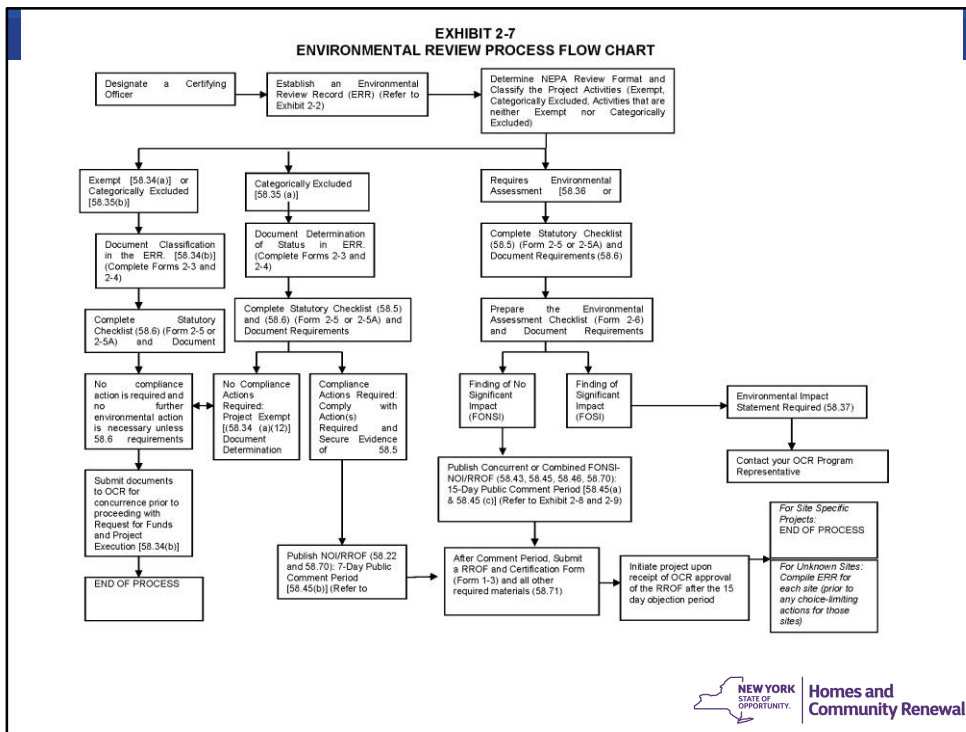 EXHIBIT 2-7
ENVIRONMENTAL REVIEW PROCESS FLOW CHART
Designate a Certifying
Officer
Establish an Environmental
Review Record (ERR) (Refer to
Exhibit 2-2)
Determine NEPA Review Format and
Classify the Project Activities (Exempt,
Categorically Excluded, Activities that are
neither Exempt nor Categorically
Excluded)
Exempt [58.34(a)] or
Categorically Excluded
[58.35(b)]
Categorically Excluded
[58.35 (a)]
Requires Environmental
Assessment [58.36 or
Document Classification
in the ERR. [58.34(b)]
(Complete Forms 2-3 and
2-4)
Document Determination
of Status in ERR.
(Complete Forms 2-3 and
2-4)
Complete Statutory Checklist
(58.5) (Form 2-5 or 2-5A) and
Document Requirements (58.6)
Complete Statutory
Checklist (58.6) (Form 2-5 or
2-5A) and Document
Complete Statutory Checklist (58.5)
and (58.6) (Form 2-5 or 2-5A) and
Document Requirements
Prepare the Environmental
Assessment Checklist (Form 2-6)
and Document Requirements
No compliance
action is required and
no further
environmental action
is necessary unless
58.6 requirements
No Compliance
Actions
Required:
Project Exempt
[(58.34 (a)(12)]
Document
Determination
Compliance
Actions Required:
Comply with
Action(s)
Required and
Secure Evidence
of 58.5
Finding of No
Significant
Impact
(FONSI)
Finding of
Significant
Impact
(FOSI)
Environmental Impact
Statement Required (58.37)
Contact your OCR Program
Representative
Submit documents
to OCR for
concurrence prior to
proceeding with
Request for Funds
and Project
Execution [58.34(b)]
Publish Concurrent or Combined FONSI-
NOI/RROF (58.43, 58.45, 58.46, 58.70):
15-Day Public Comment Period [58.45(a)
& 58.45 (c)] (Refer to Exhibit 2-8 and 2-9)
END OF PROCESS
Publish NOI/RROF (58.22
and 58.70): 7-Day Public
Comment Period
[58.45(b)] (Refer to
After Comment Period, Submit
a RROF and Certification Form
(Form 1-3) and all other
required materials (58.71)
Initiate project upon
receipt of OCR approval
of the RROF after the 15
day objection period
For Site Specific
Projects:
END OF PROCESS
For Unknown Sites:
Compile ERR for
each site (prior to
any choice-limiting
actions for those
sites)
NEW YORK
STATE OF
OPPORTUNITY.
Homes and
Community Renewal